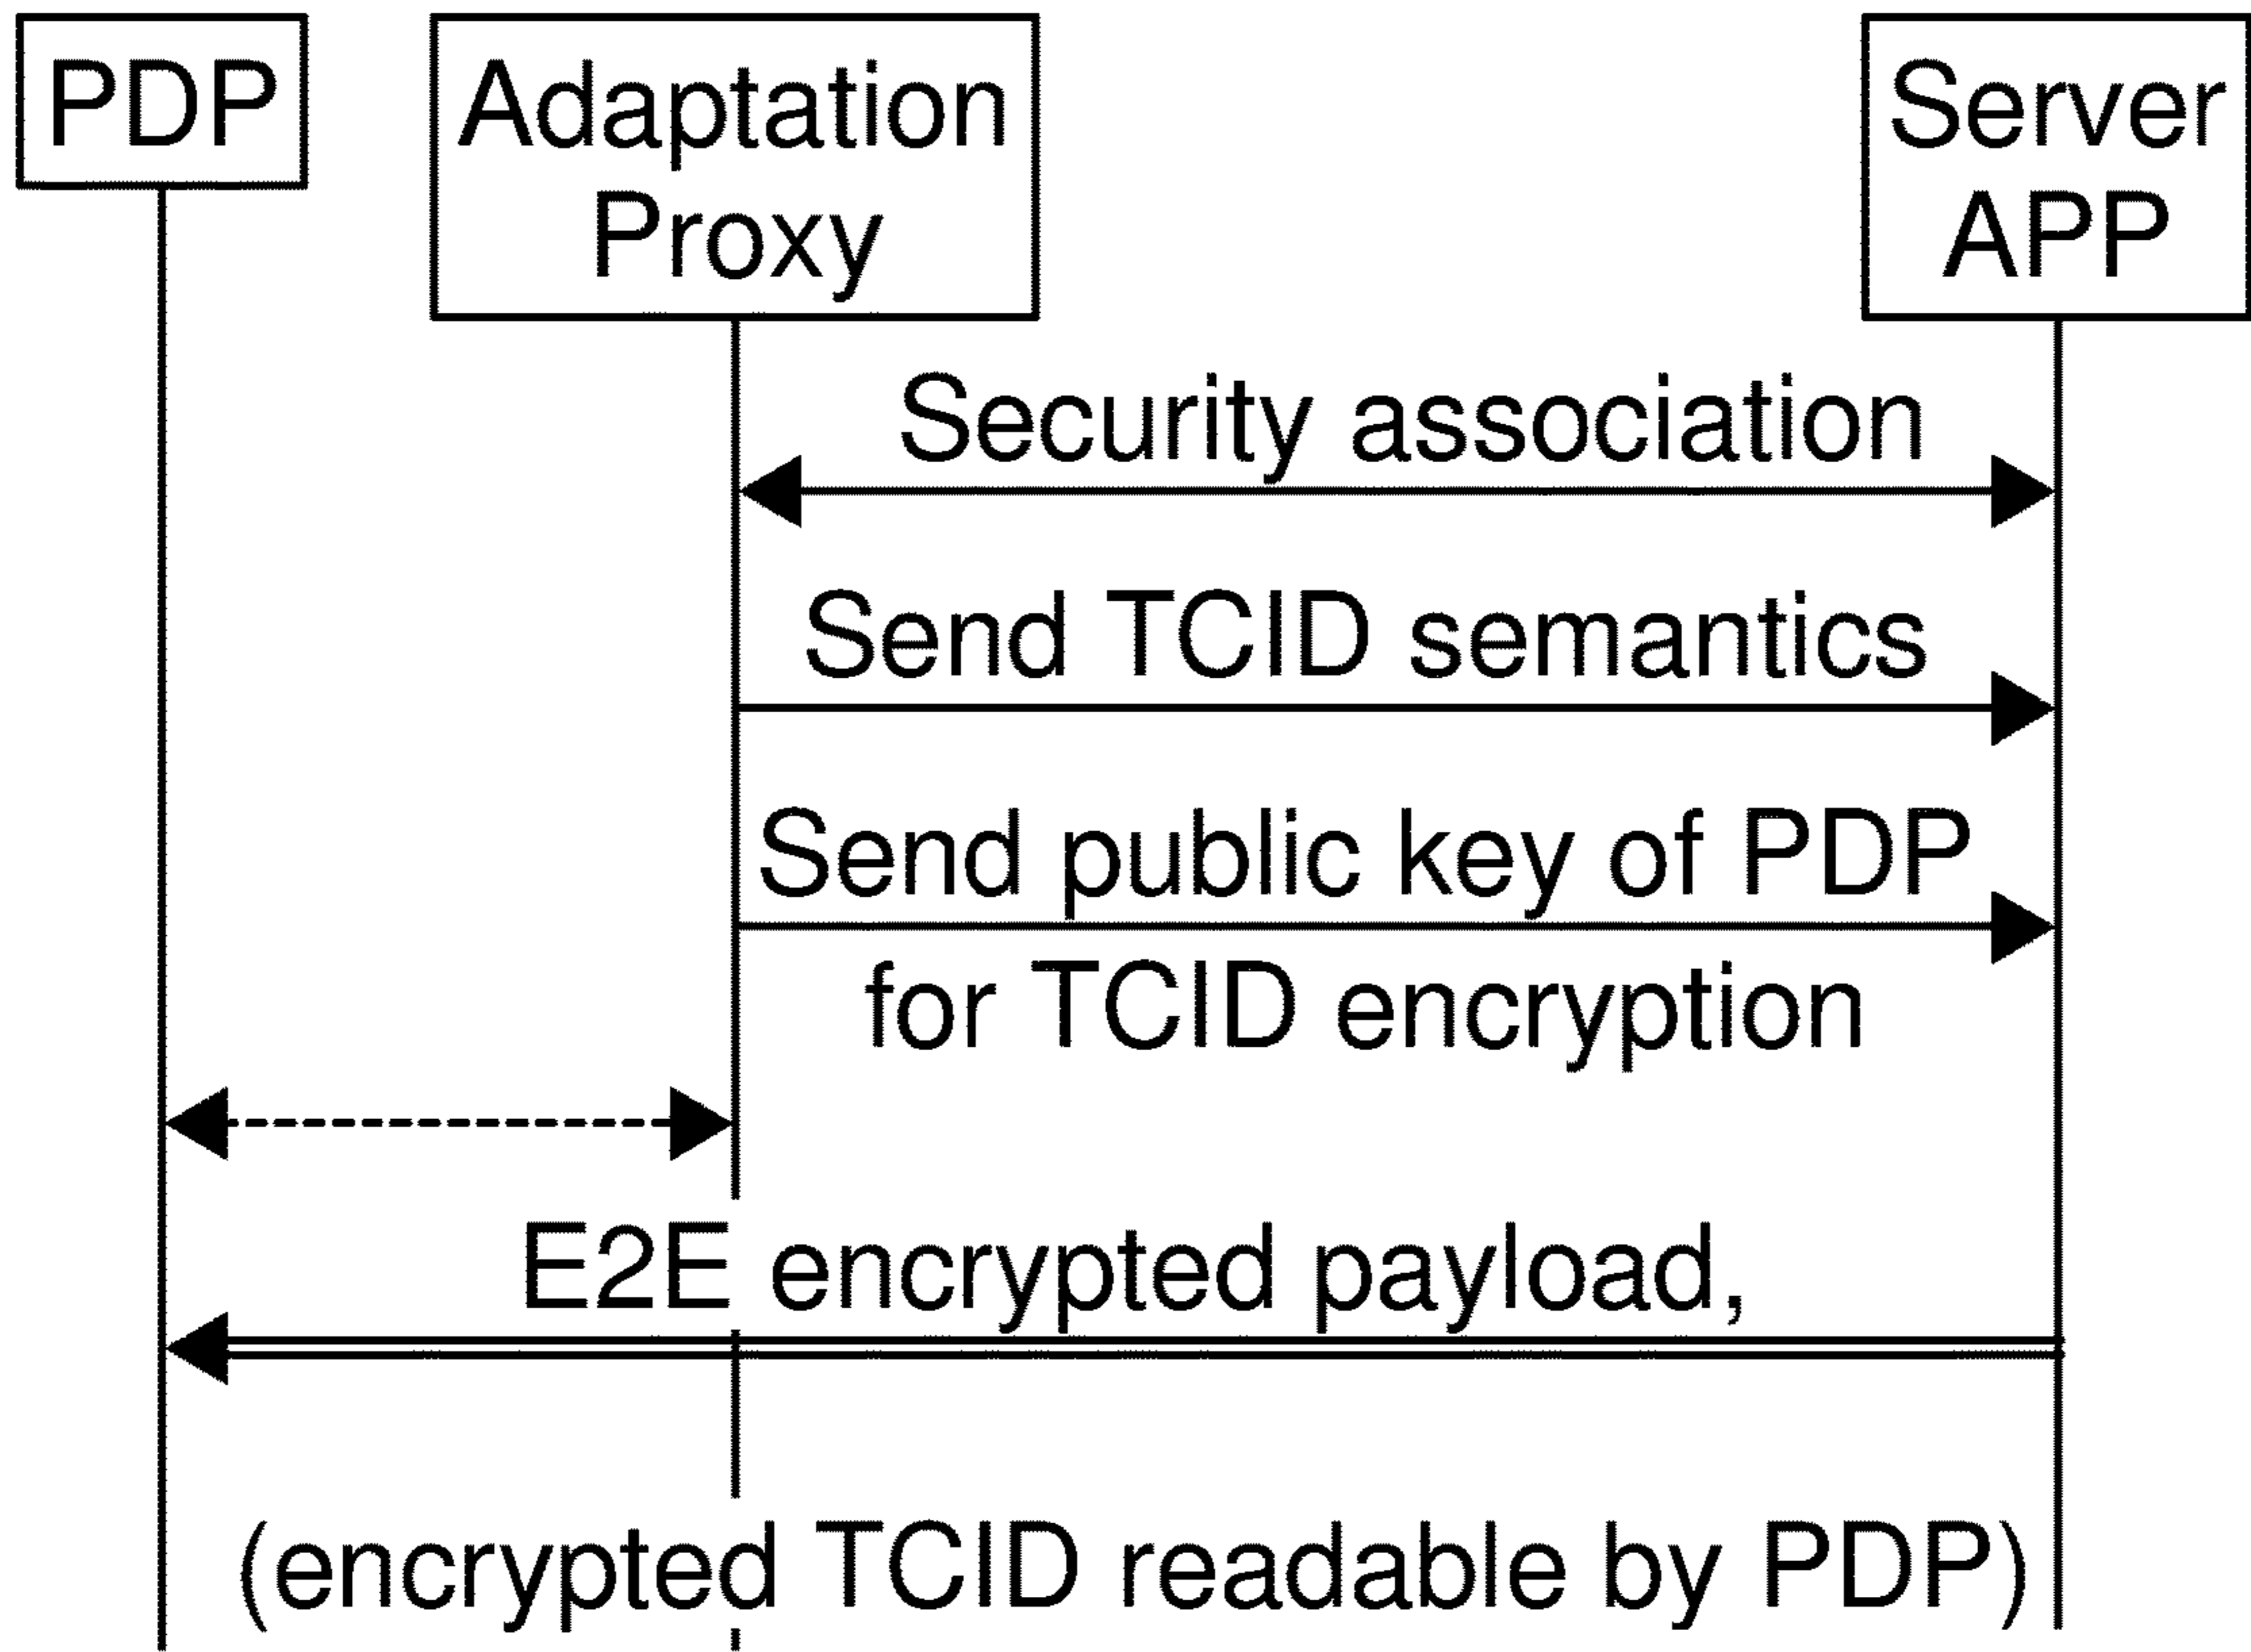 PDP
Adaptation
Proxy
Server
APP
Security association
Send TCID semantics
Send public key of PDP
for TCID encryption
E2E encrypted payload,
(encrypted TCID readable by PDP)